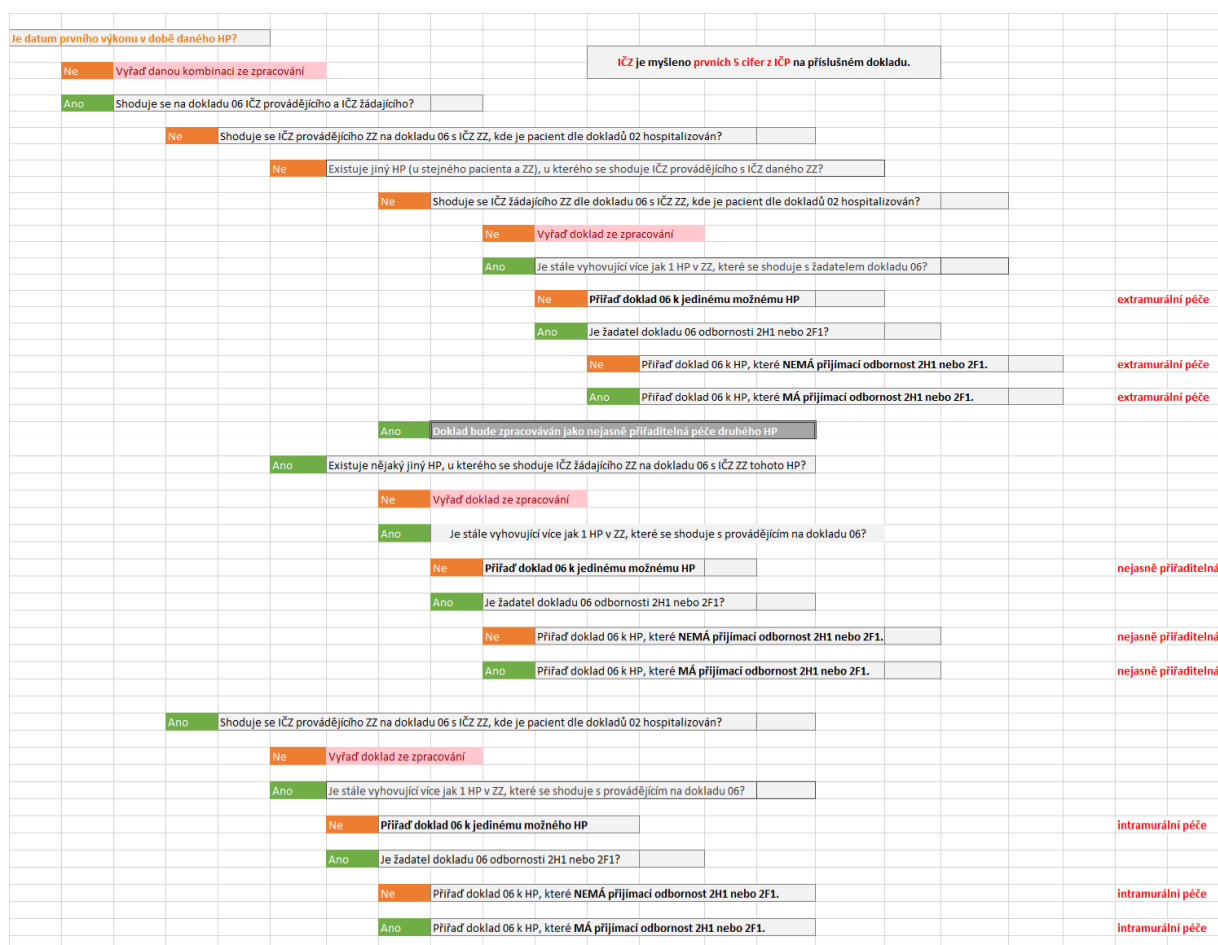 Je datum prvního výkonu v době daného HP?
IČZ je myšleno prvních 5 cifer z IČP na příslušném dokladu.
Ne Vyřaď danou kombinaci ze zpracování
Ano Shoduje se na dokladu 06 IČZ provádějícího a IČZ žádajícího?
Ne Shoduje se IČZ provádějícího ZZ na dokladu 06 s IČZ ZZ, kde je pacient dle dokladů 02 hospitalizován?
Ne Existuje jiný HP (u stejného pacienta a ZZ), u kterého se shoduje IČZ provádějícího s IČZ daného ZZ?
Ne Shoduje se IČZ žádajícího ZZ dle dokladu 06 s IČZ ZZ, kde je pacient dle dokladů 02 hospitalizován?
Ne Vyřaď doklad ze zpracování
Ano Je stále vyhovující více jak 1 HP v ZZ, které se shoduje s žadatelem dokladu 06?
Ne Přiřaď doklad 06 k jedinému možnému HP extramurální péče
Ano Je žadatel dokladu 06 odbornosti 2H1 nebo 2F1?
Ne Přiřaď doklad 06 k HP, které NEMÁ přijímací odbornost 2H1 nebo 2F1. extramurální péče
Ano Přiřaď doklad 06 k HP, které MÁ přijímací odbornost 2H1 nebo 2F1. extramurální péče
Ano Doklad bude zpracováván jako nejasně přiřaditelná péče druhého HP
Ano Existuje nějaký jiný HP, u kterého se shoduje IČZ žádajícího ZZ na dokladu 06 s IČZ ZZ tohoto HP?
Ne Vyřaď doklad ze zpracování
Ano Je stále vyhovující více jak 1 HP v ZZ, které se shoduje s provádějícím na dokladu 06?
Ne Přiřaď doklad 06 k jedinému možnému HP nejasně přiřaditelná
Ano Je žadatel dokladu 06 odbornosti 2H1 nebo 2F1?
Ne Přiřaď doklad 06 k HP, které NEMÁ přijímací odbornost 2H1 nebo 2F1. nejasně přiřaditelná
Ano Přiřaď doklad 06 k HP, které MÁ přijímací odbornost 2H1 nebo 2F1. nejasně přiřaditelná
Ano Shoduje se IČZ provádějícího ZZ na dokladu 06 s IČZ ZZ, kde je pacient dle dokladů 02 hospitalizován?
Ne Vyřaď doklad ze zpracování
Ano Je stále vyhovující více jak 1 HP v ZZ, které se shoduje s provádějícím na dokladu 06?
Ne Přiřaď doklad 06 k jedinému možného HP intramurální péče
Ano Je žadatel dokladu 06 odbornosti 2H1 nebo 2F1?
Ne Přiřaď doklad 06 k HP, které NEMÁ přijímací odbornost 2H1 nebo 2F1. intramurální péče
Ano Přiřaď doklad 06 k HP, které MÁ přijímací odbornost 2H1 nebo 2F1. intramurální péče